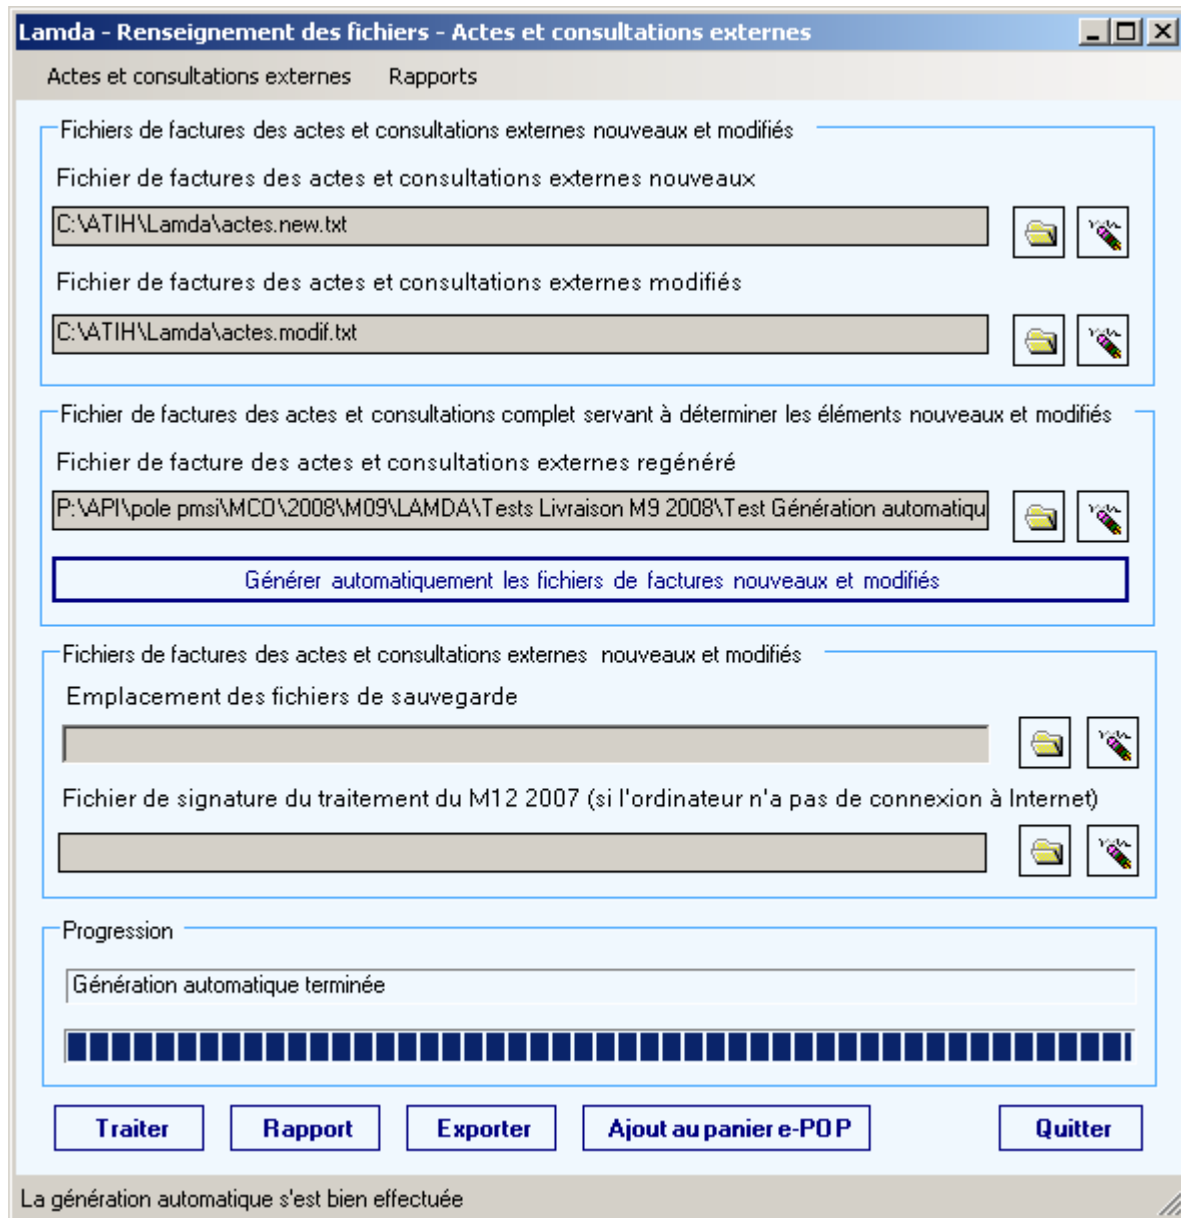 Lamda - Renseignement des fichiers - Actes et consultations externes
Actes et consultations externes Rapports
Fichiers de factures des actes et consultations externes nouveaux et modifiés
Fichier de factures des actes et consultations externes nouveaux
C:\ATIH\Lamda\actes.new.txt
Fichier de factures des actes et consultations externes modifiés
C:\ATIH\Lamda\actes.modif.txt
Fichier de factures des actes et consultations complet servant à déterminer les éléments nouveaux et modifiés
Fichier de facture des actes et consultations externes regénéré
P:\API\pole pmsi\MCO\2008\M09\LAMDA\Tests Livraison M9 2008\Test Génération automatiqu
Générer automatiquement les fichiers de factures nouveaux et modifiés
Fichiers de factures des actes et consultations externes nouveaux et modifiés
Emplacement des fichiers de sauvegarde
Fichier de signature du traitement du M12 2007 (si l'ordinateur n'a pas de connexion à Internet)
Progression
Génération automatique terminée
Traiter Rapport Exporter Ajout au panier e-POP Quitter
La génération automatique s'est bien effectuée